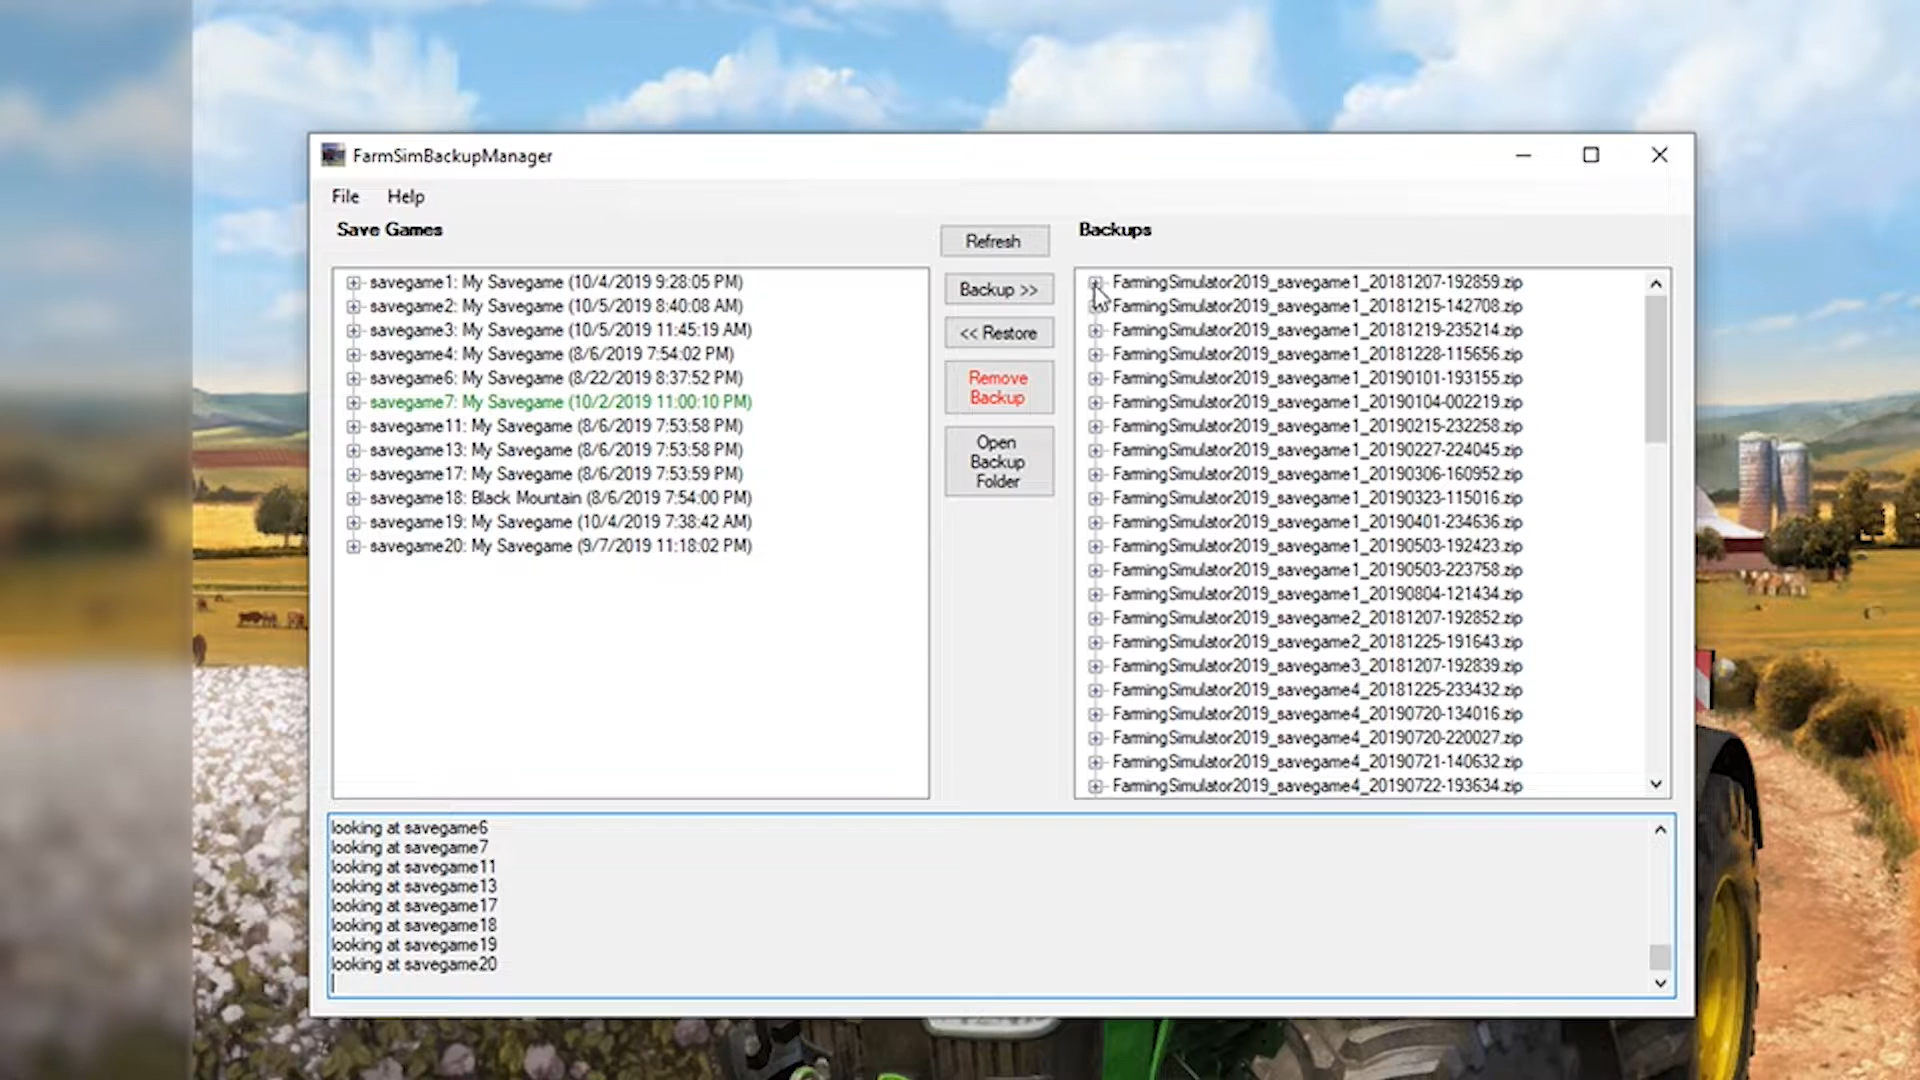 FarmSimBackupManager
File Help
Save Games
savegame1: My Savegame (10/4/2019 9:28:05 PM)
savegame2: My Savegame (10/5/2019 8:40:08 AM)
savegame3: My Savegame (10/5/2019 11:45:19 AM)
savegame4: My Savegame (8/6/2019 7:54:02 PM)
savegame6: My Savegame (8/22/2019 8:37:52 PM)
savegame7: My Savegame (10/2/2019 11:00:10 PM)
savegame11: My Savegame (8/6/2019 7:53:58 PM)
savegame13: My Savegame (8/6/2019 7:53:58 PM)
savegame17: My Savegame (8/6/2019 7:53:59 PM)
savegame18: Black Mountain (8/6/2019 7:54:00 PM)
savegame19: My Savegame (10/4/2019 7:38:42 AM)
savegame20: My Savegame (9/7/2019 11:18:02 PM)
Refresh
Backup >>
<< Restore
Remove
Backup
Open
Backup
Folder
Backups
FarmingSimulator2019_savegame1_20181207-192859.zip
FarmingSimulator2019_savegame1_20181215-142708.zip
FarmingSimulator2019_savegame1_20181219-235214.zip
FarmingSimulator2019_savegame1_20181228-115656.zip
FarmingSimulator2019_savegame1_20190101-193155.zip
FarmingSimulator2019_savegame1_20190104-002219.zip
FarmingSimulator2019_savegame1_20190215-232258.zip
FarmingSimulator2019_savegame1_20190227-224045.zip
FarmingSimulator2019_savegame1_20190306-160952.zip
FarmingSimulator2019_savegame1_20190323-115016.zip
FarmingSimulator2019_savegame1_20190401-234636.zip
FarmingSimulator2019_savegame1_20190503-192423.zip
FarmingSimulator2019_savegame1_20190503-223758.zip
FarmingSimulator2019_savegame1_20190804-121434.zip
FarmingSimulator2019_savegame2_20181207-192852.zip
FarmingSimulator2019_savegame2_20181225-191643.zip
FarmingSimulator2019_savegame3_20181207-192839.zip
FarmingSimulator2019_savegame4_20181225-233432.zip
FarmingSimulator2019_savegame4_20190720-134016.zip
FarmingSimulator2019_savegame4_20190720-220027.zip
FarmingSimulator2019_savegame4_20190721-140632.zip
FarmingSimulator2019_savegame4_20190722-193634.zip
looking at savegame6
looking at savegame7
looking at savegame11
looking at savegame13
looking at savegame17
looking at savegame18
looking at savegame19
looking at savegame20